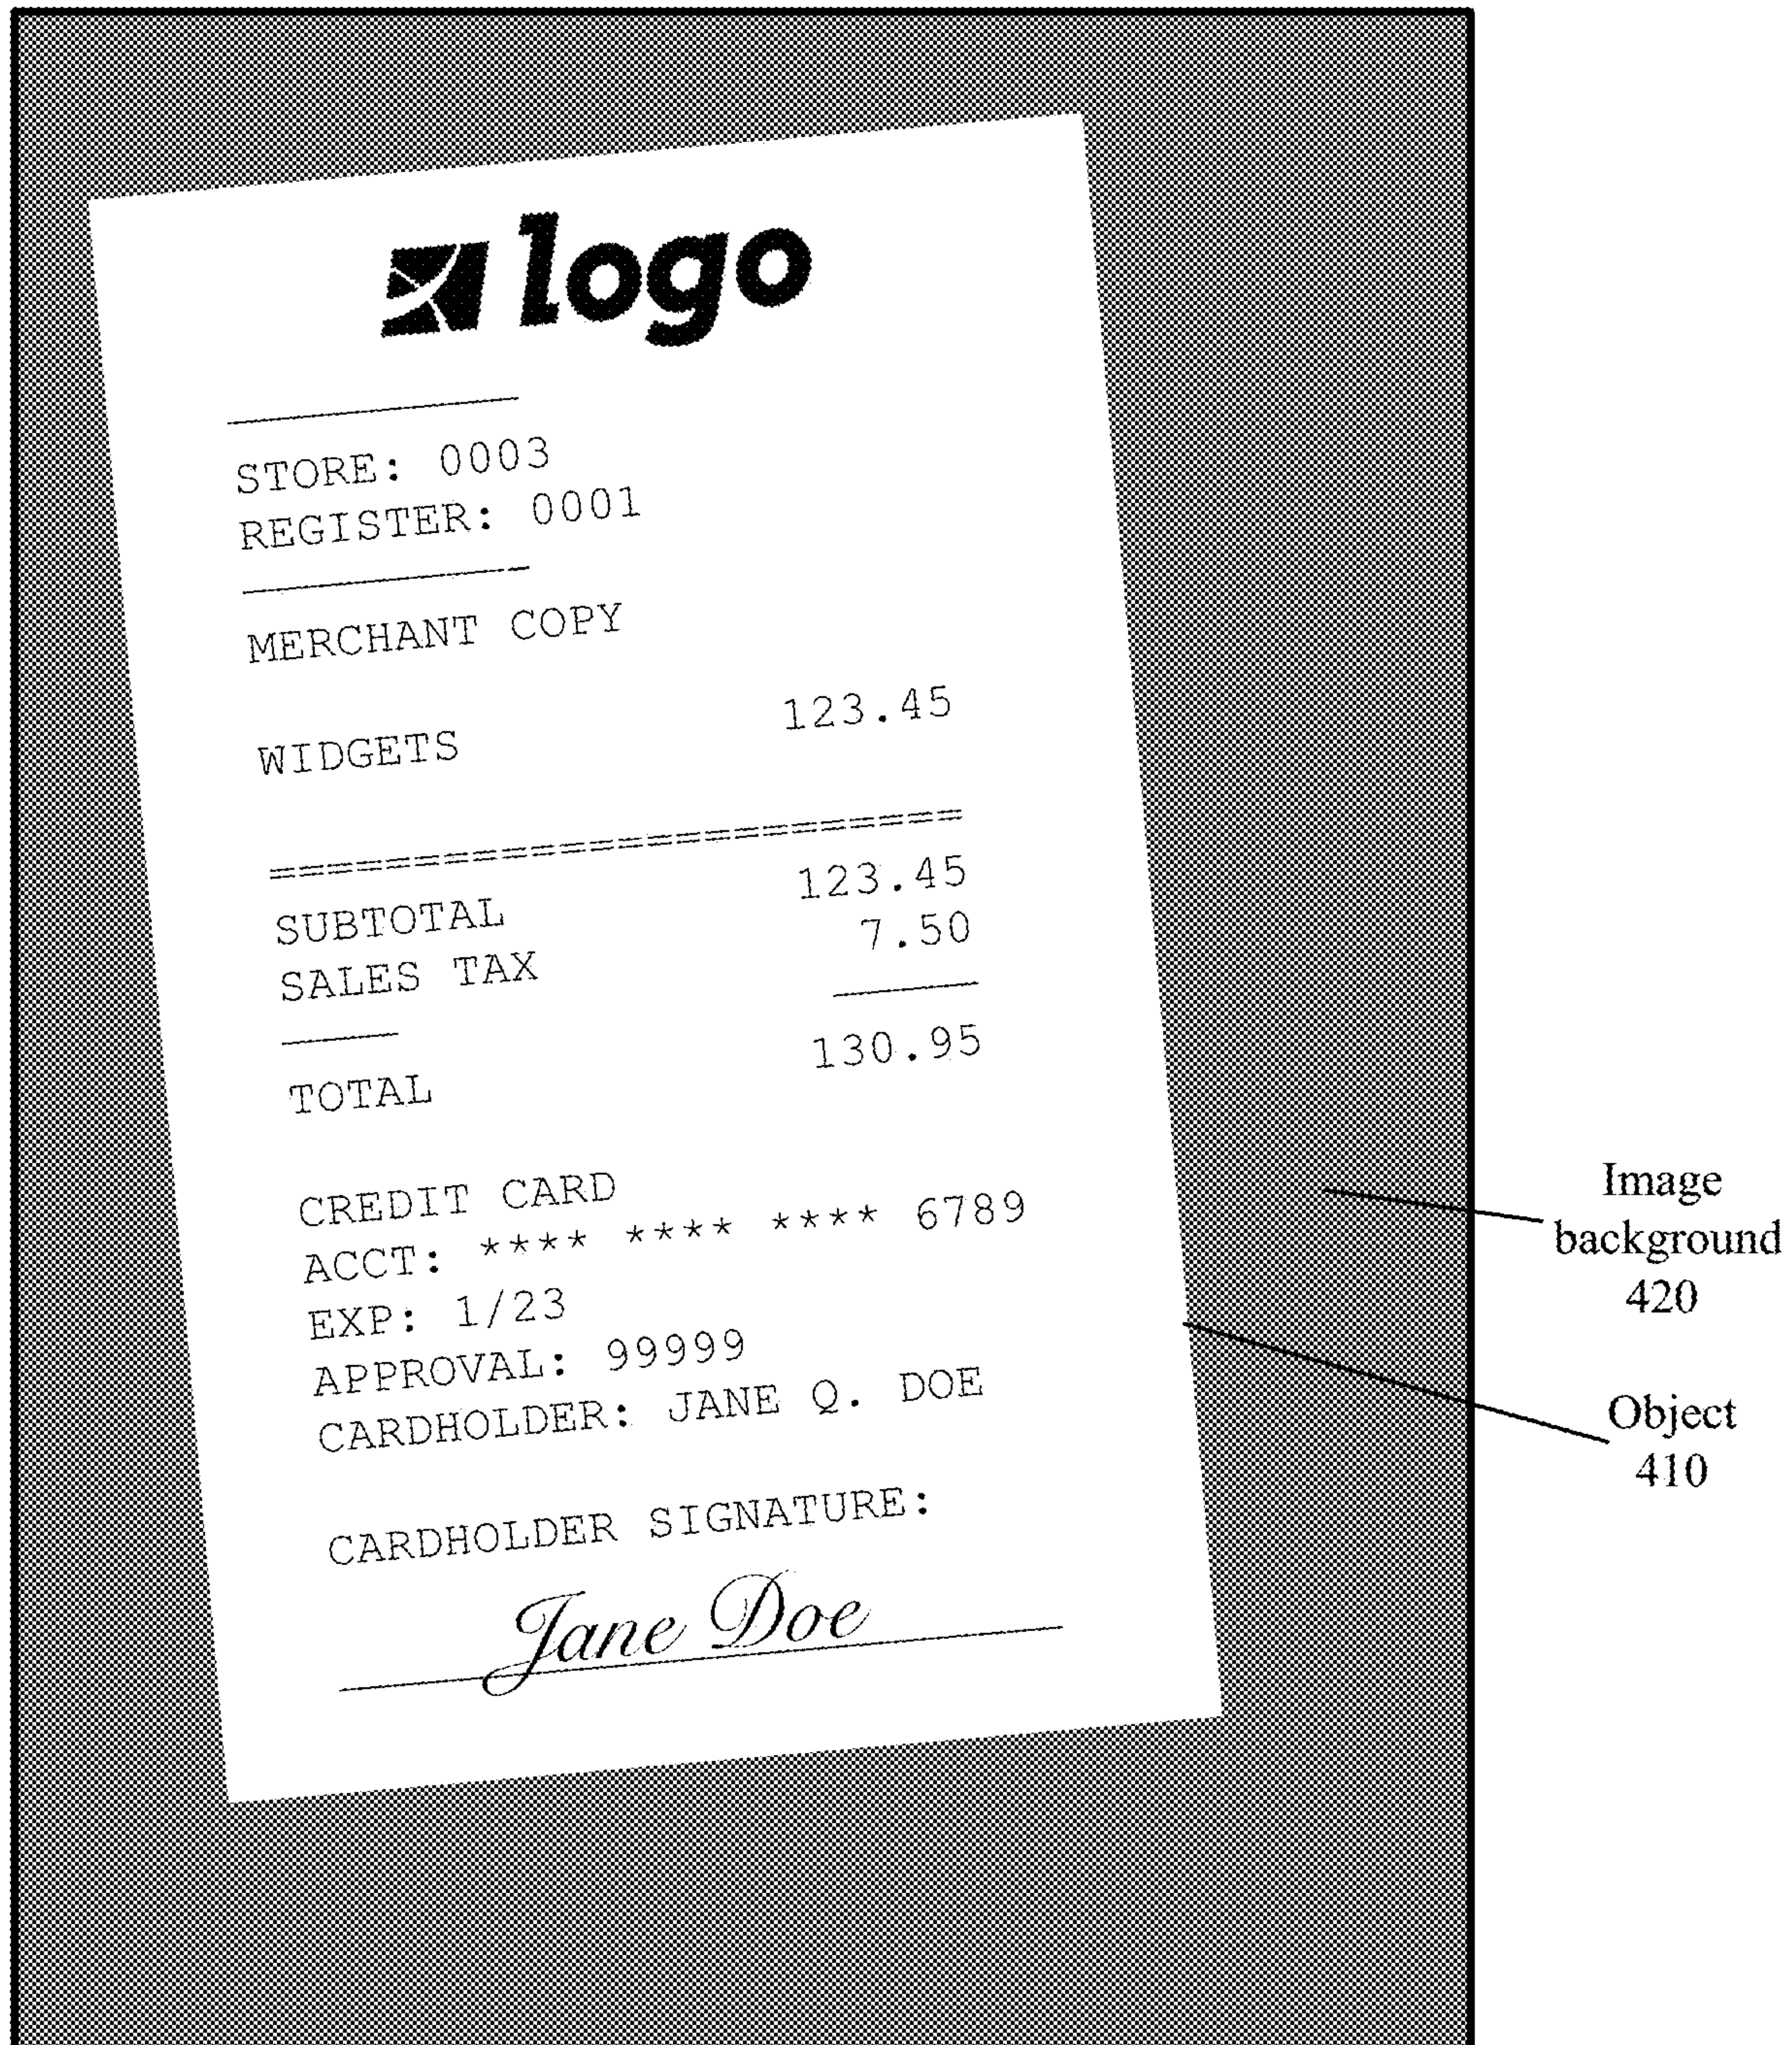 logo
STORE: 0003
REGISTER: 0001
MERCHANT COPY
WIDGETS 123.45
=========================
SUBTOTAL 123.45
SALES TAX 7.50
TOTAL 130.95
CREDIT CARD
ACCT: **** **** **** 6789
EXP: 1/23
APPROVAL: 99999
CARDHOLDER: JANE Q. DOE
CARDHOLDER SIGNATURE:
Jane Doe
Image
background
420
Object
410